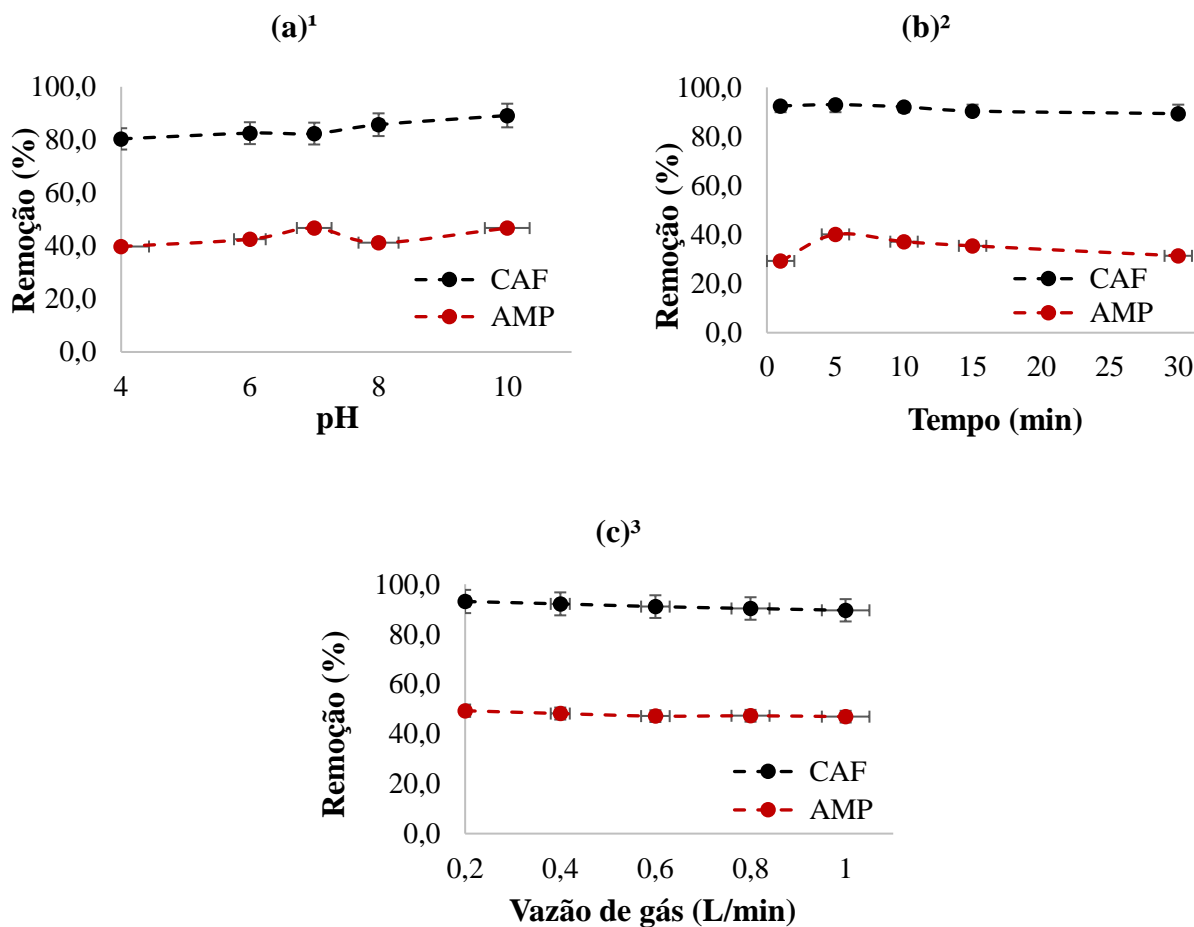 (a)¹
100,0
80,0
60,0
40,0
20,0
0,0
Remoção (%)
CAF
AMP
4 6 7 8 10
pH
(b)²
100,0
80,0
60,0
40,0
20,0
0,0
Remoção (%)
CAF
AMP
0 5 10 15 20 25 30
Tempo (min)
(c)³
100,0
80,0
60,0
40,0
20,0
0,0
Remoção (%)
CAF
AMP
0,2 0,4 0,6 0,8 1
Vazão de gás (L/min)